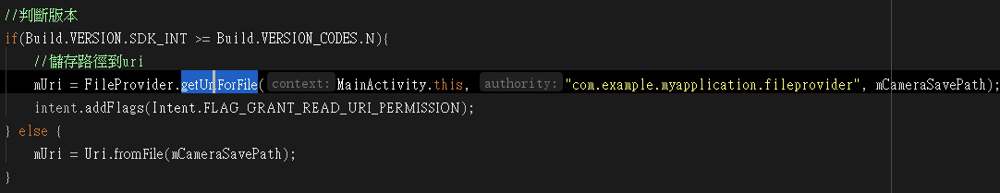 //判斷版本
if(Build.VERSION.SDK_INT >= Build.VERSION_CODES.N){
//儲存路徑到uri
mUri = FileProvider.getUriForFile( context: MainActivity.this, authority: "com.example.myapplication.fileprovider", mCameraSavePath);
intent.addFlags(Intent.FLAG_GRANT_READ_URI_PERMISSION);
} else {
mUri = Uri.fromFile(mCameraSavePath);
}